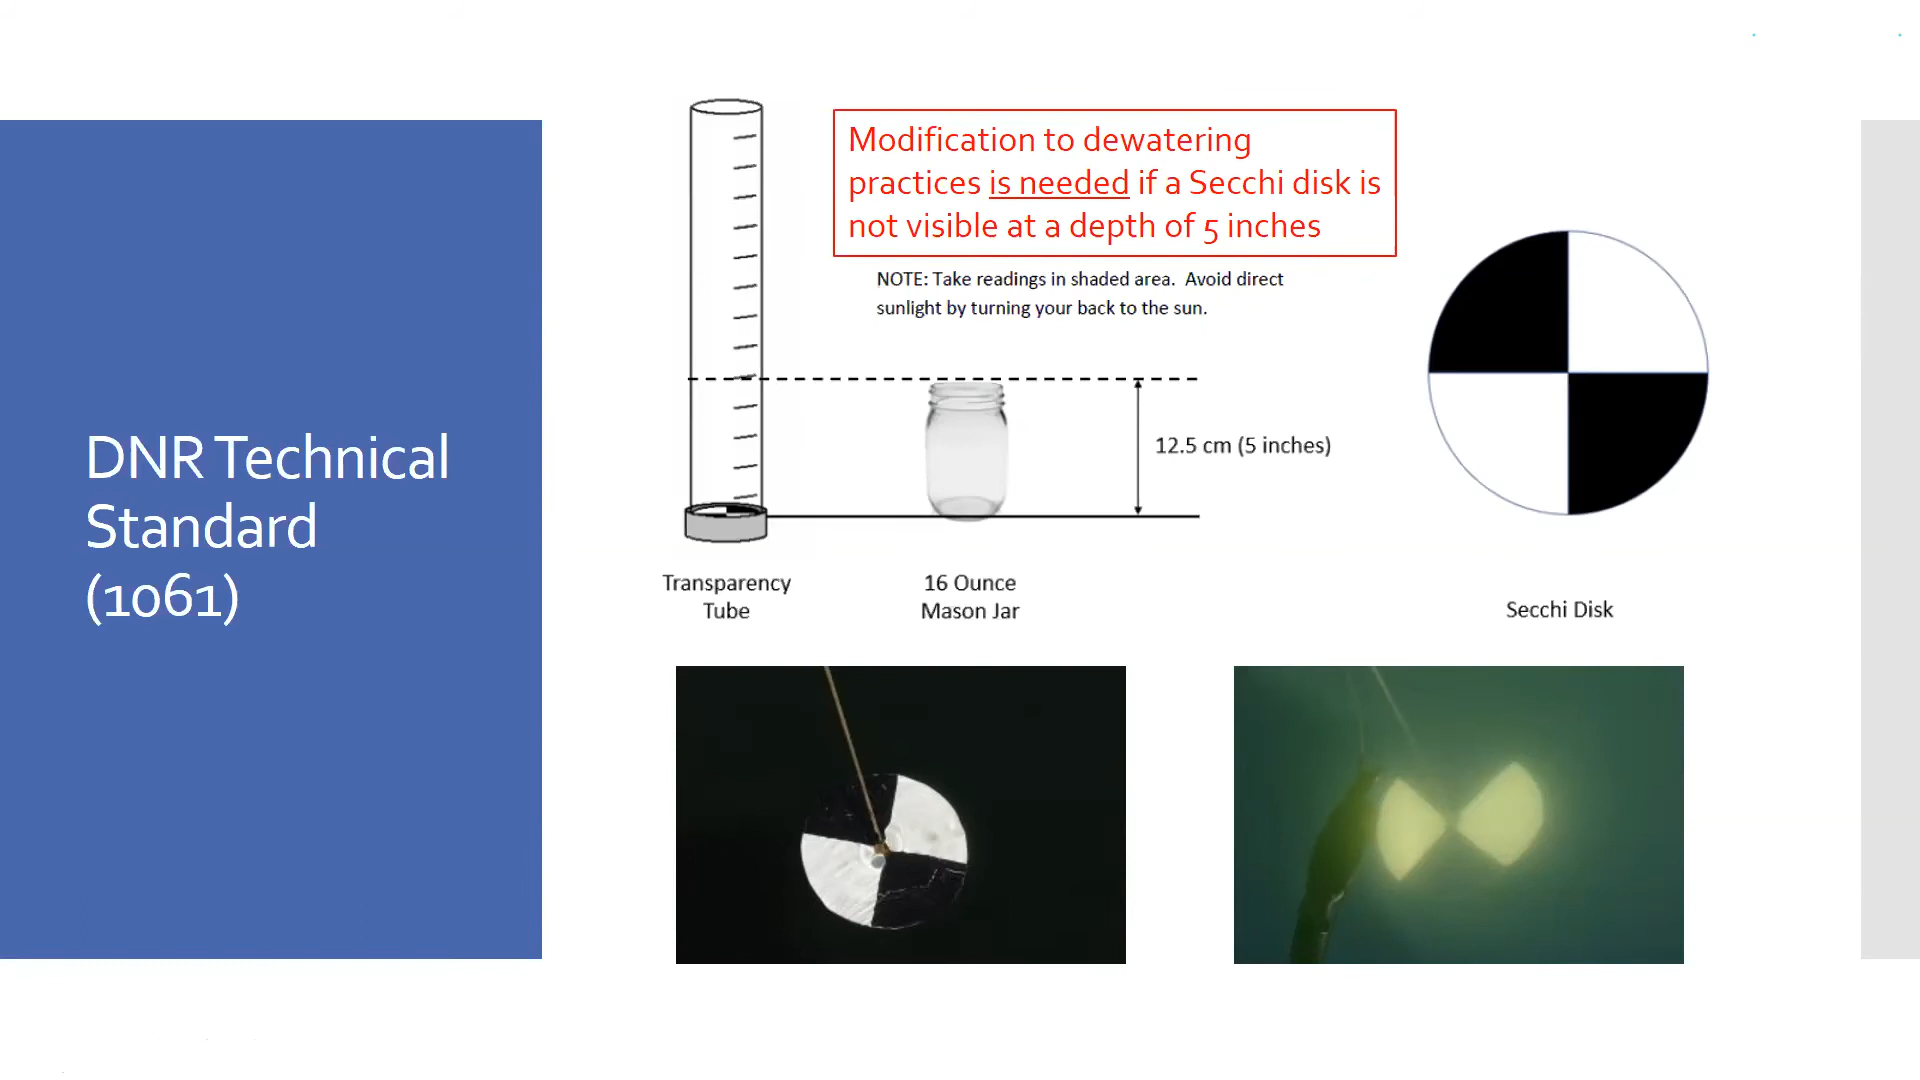 DNR Technical
Standard
(1061)
Modification to dewatering
practices is needed if a Secchi disk is
not visible at a depth of 5 inches
NOTE: Take readings in shaded area.  Avoid direct
sunlight by turning your back to the sun.
12.5 cm (5 inches)
Transparency
Tube
16 Ounce
Mason Jar
Secchi Disk